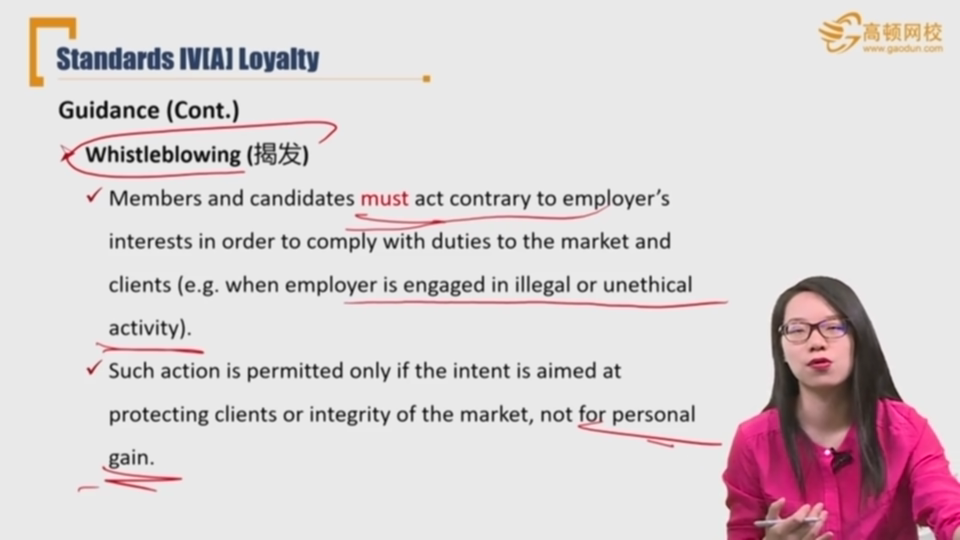 高顿网校
www.gaodun.com
Standards IV[A] Loyalty
Guidance (Cont.)
Whistleblowing (揭发)
Members and candidates must act contrary to employer's
interests in order to comply with duties to the market and
clients (e.g. when employer is engaged in illegal or unethical
activity).
Such action is permitted only if the intent is aimed at
protecting clients or integrity of the market, not for personal
gain.